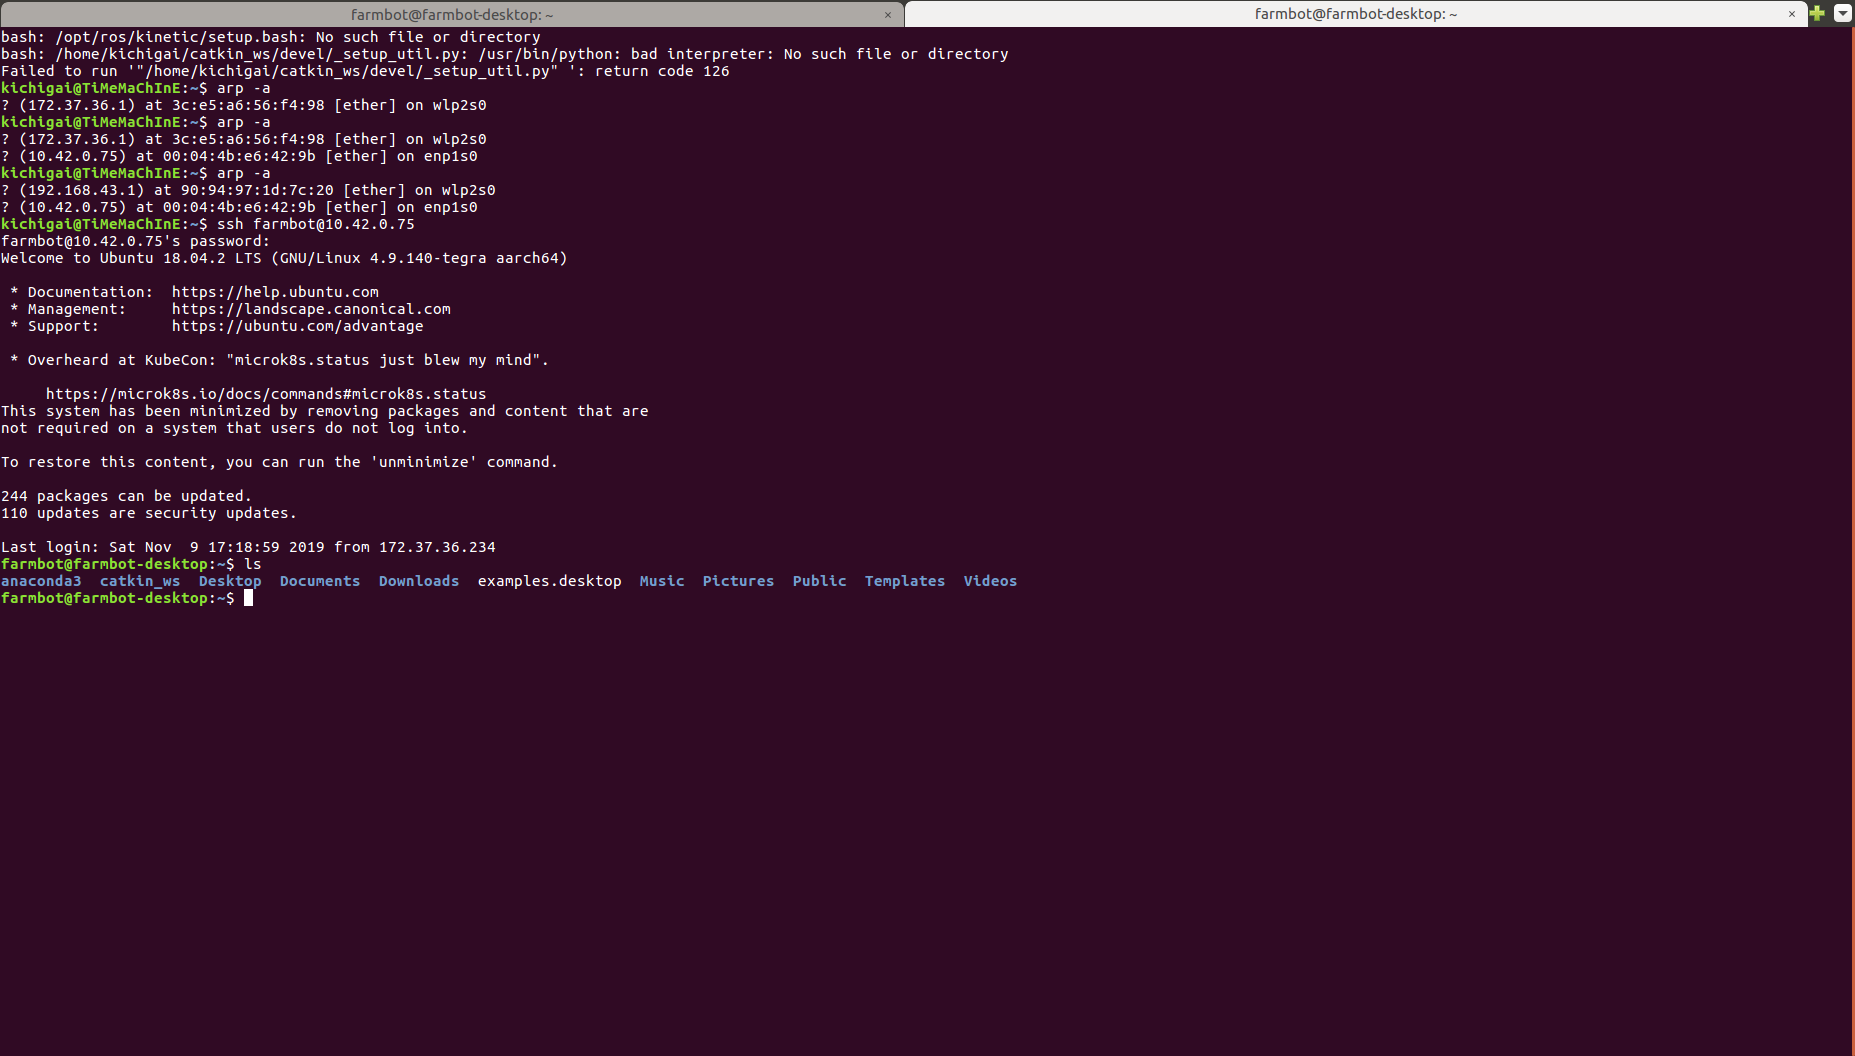 farmbot@farmbot-desktop: ~ × farmbot@farmbot-desktop: ~ ×
bash: /opt/ros/kinetic/setup.bash: No such file or directory
bash: /home/kichigai/catkin_ws/devel/_setup_util.py: /usr/bin/python: bad interpreter: No such file or directory
Failed to run '"/home/kichigai/catkin_ws/devel/_setup_util.py" ': return code 126
kichigai@TiMeMaChInE:~$ arp -a
? (172.37.36.1) at 3c:e5:a6:56:f4:98 [ether] on wlp2s0
kichigai@TiMeMaChInE:~$ arp -a
? (172.37.36.1) at 3c:e5:a6:56:f4:98 [ether] on wlp2s0
? (10.42.0.75) at 00:04:4b:e6:42:9b [ether] on enp1s0
kichigai@TiMeMaChInE:~$ arp -a
? (192.168.43.1) at 90:94:97:1d:7c:20 [ether] on wlp2s0
? (10.42.0.75) at 00:04:4b:e6:42:9b [ether] on enp1s0
kichigai@TiMeMaChInE:~$ ssh farmbot@10.42.0.75
farmbot@10.42.0.75's password:
Welcome to Ubuntu 18.04.2 LTS (GNU/Linux 4.9.140-tegra aarch64)
* Documentation:  https://help.ubuntu.com
* Management:     https://landscape.canonical.com
* Support:        https://ubuntu.com/advantage
* Overheard at KubeCon: "microk8s.status just blew my mind".
https://microk8s.io/docs/commands#microk8s.status
This system has been minimized by removing packages and content that are
not required on a system that users do not log into.
To restore this content, you can run the 'unminimize' command.
244 packages can be updated.
110 updates are security updates.
Last login: Sat Nov  9 17:18:59 2019 from 172.37.36.234
farmbot@farmbot-desktop:~$ ls
anaconda3  catkin_ws  Desktop  Documents  Downloads  examples.desktop  Music  Pictures  Public  Templates  Videos
farmbot@farmbot-desktop:~$